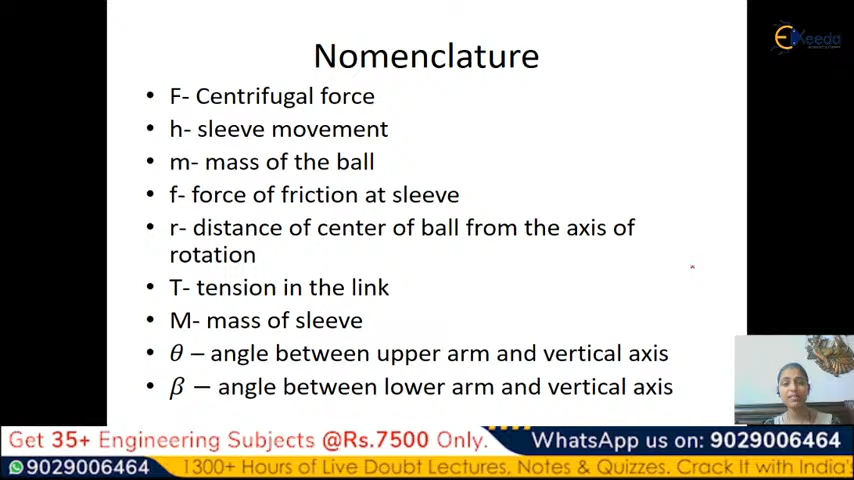 Nomenclature
EKeeda
• F- Centrifugal force
• h- sleeve movement
• m- mass of the ball
• f- force of friction at sleeve
• r- distance of center of ball from the axis of
rotation
• T- tension in the link
• M- mass of sleeve
• θ – angle between upper arm and vertical axis
• β − angle between lower arm and vertical axis
Get 35+ Engineering Subjects @Rs.7500 Only.
WhatsApp us on: 9029006464
9029006464
1300+ Hours of Live Doubt Lectures, Notes & Quizzes. Crack It with India's